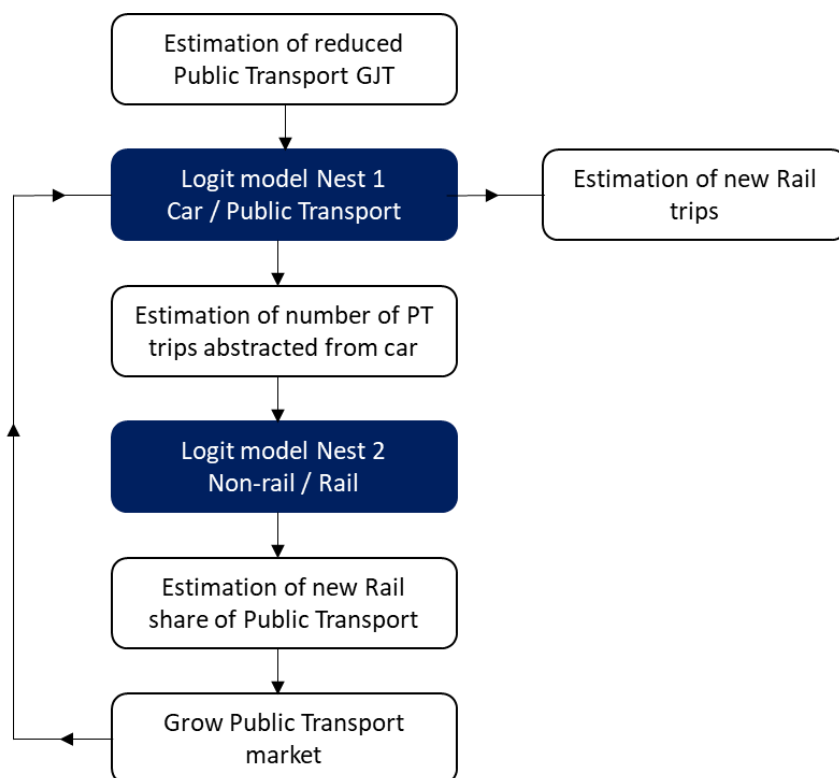 Estimation of reduced
Public Transport GJT
Logit model Nest 1
Car / Public Transport
Estimation of new Rail
trips
Estimation of number of PT
trips abstracted from car
Logit model Nest 2
Non-rail / Rail
Estimation of new Rail
share of Public Transport
Grow Public Transport
market